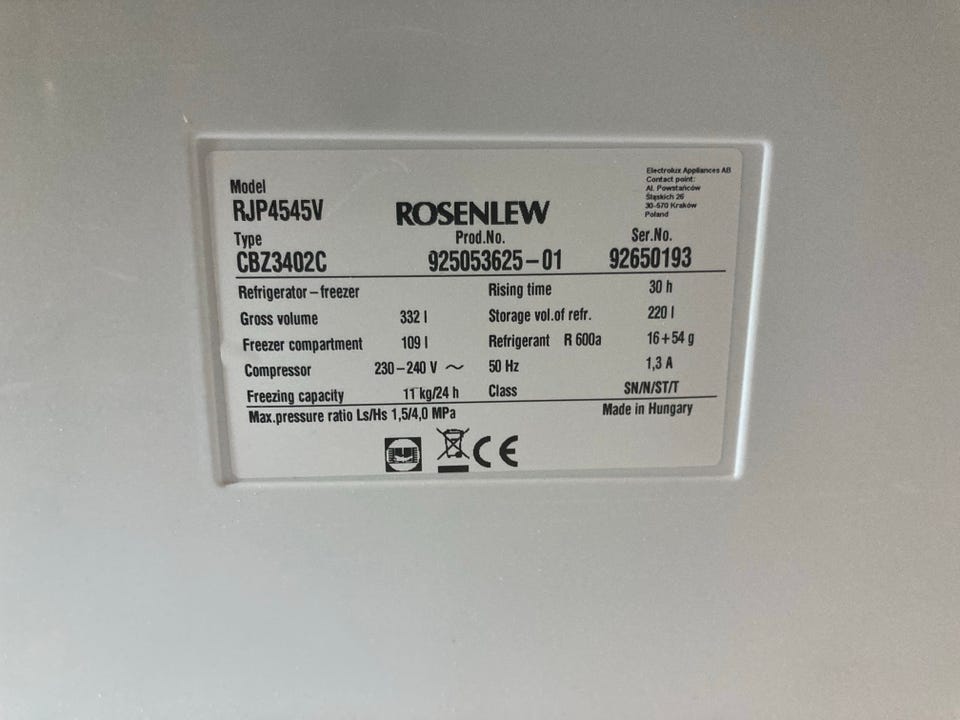 Electrolux Appliances AB
Contact point:
Al. Powstańców
Śląskich 26
30-570 Kraków
Poland
Model
RJP4545V
ROSENLEW
Type
Prod.No.
Ser.No.
CBZ3402C 925053625-01 92650193
Refrigerator-freezer Rising time 30 h
Gross volume 332 l Storage vol.of refr. 220 l
Freezer compartment 109 l Refrigerant R 600a 16+54 g
Compressor 230-240 V ~ 50 Hz 1,3 A
Freezing capacity 11 kg/24 h Class SN/N/ST/T
Max.pressure ratio Ls/Hs 1,5/4,0 MPa Made in Hungary
CE